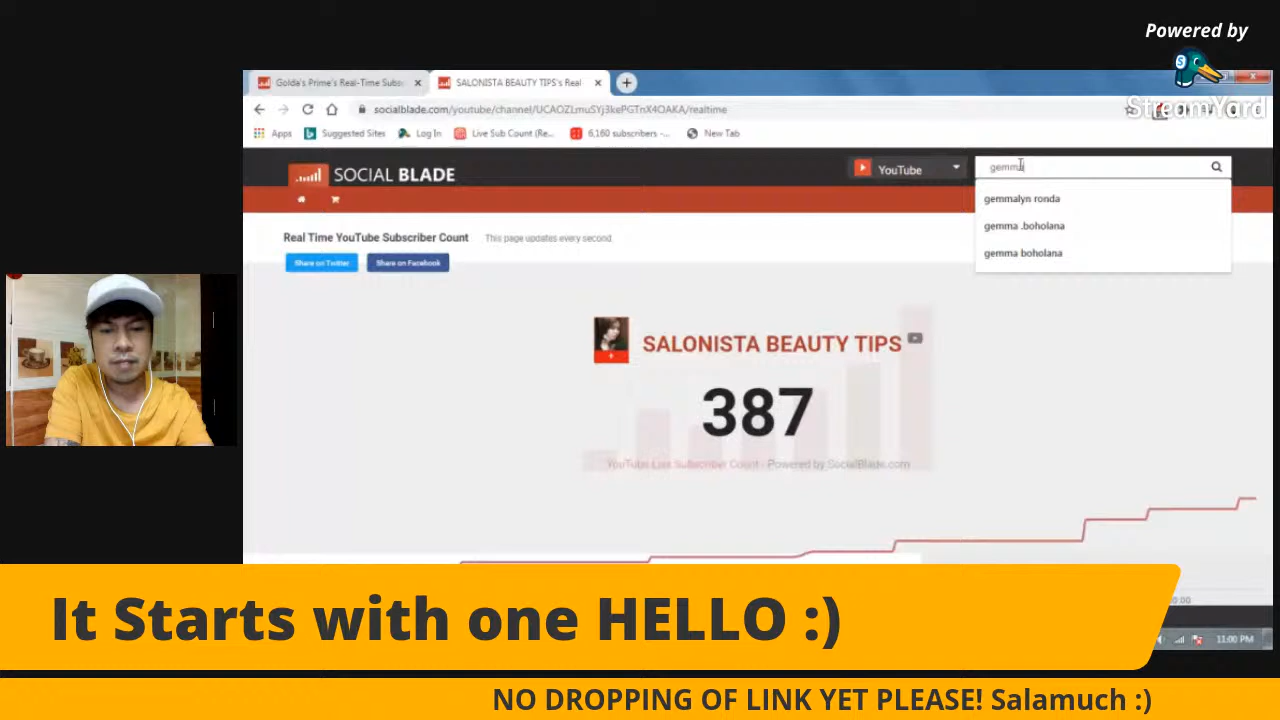 Powered by
StreamYard
Golda's Prime's Real-Time Subs
SALONISTA BEAUTY TIPS's Real
socialblade.com/youtube/channel/UCAOZLmuSYj3kePGTnX4OAKA/realtime
Apps
Suggested Sites
Log In
Live Sub Count (Re...
6,160 subscribers -...
New Tab
SOCIAL BLADE
YouTube
gemma
gemmalyn ronda
gemma .boholana
gemma boholana
Real Time YouTube Subscriber Count
This page updates every second
Share on Twitter
Share on Facebook
SALONISTA BEAUTY TIPS
387
YouTube Live Subscriber Count - Powered by SocialBlade.com
It Starts with one HELLO :)
11:00 PM
NO DROPPING OF LINK YET PLEASE! Salamuch :)